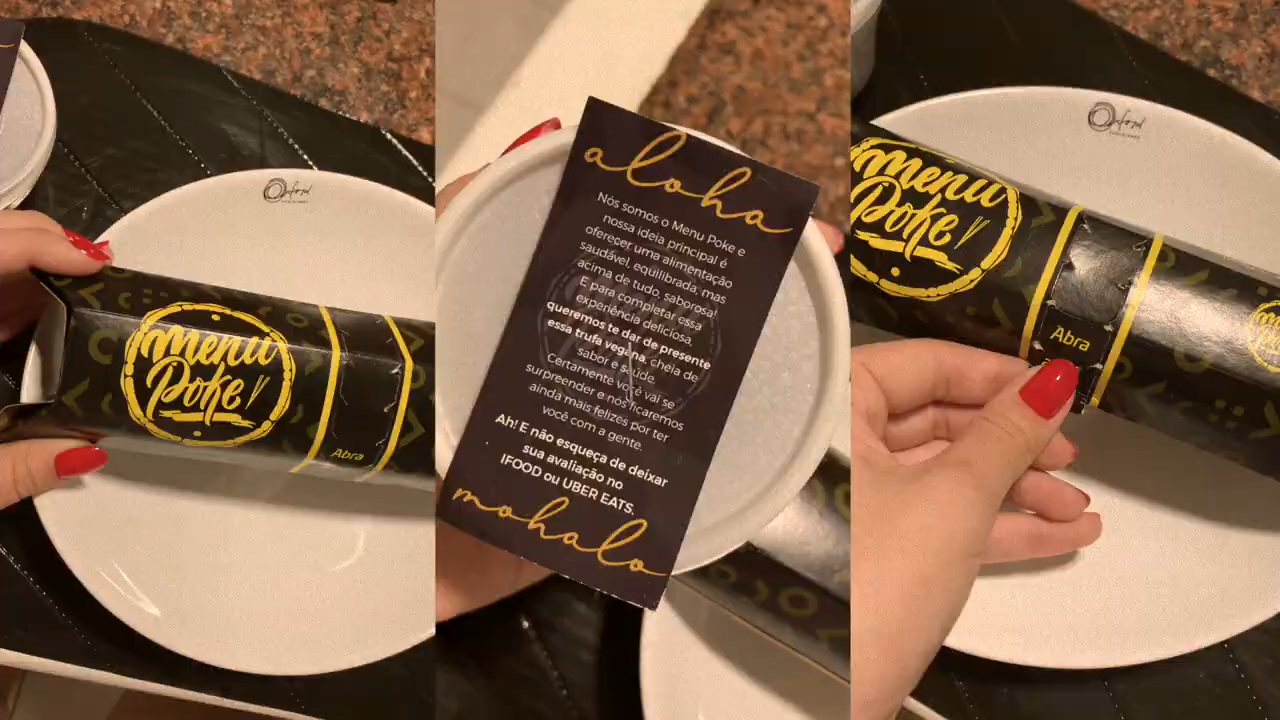 Oxford
menu
Poke
Abra
aloha
Nós somos o Menu Poke e
nossa ideia principal é
oferecer uma alimentação
saudável, equilibrada, mas
acima de tudo, saborosa!
E para completar essa
experiência deliciosa,
queremos te dar de presente
essa trufa vegana, cheia de
sabor e saúde.
Certamente você vai se
surpreender e nós ficaremos
ainda mais felizes por ter
você com a gente.
Ah! E não esqueça de deixar
sua avaliação no
IFOOD ou UBER EATS.
mohalo
Oxford
menu
Poke
Abra